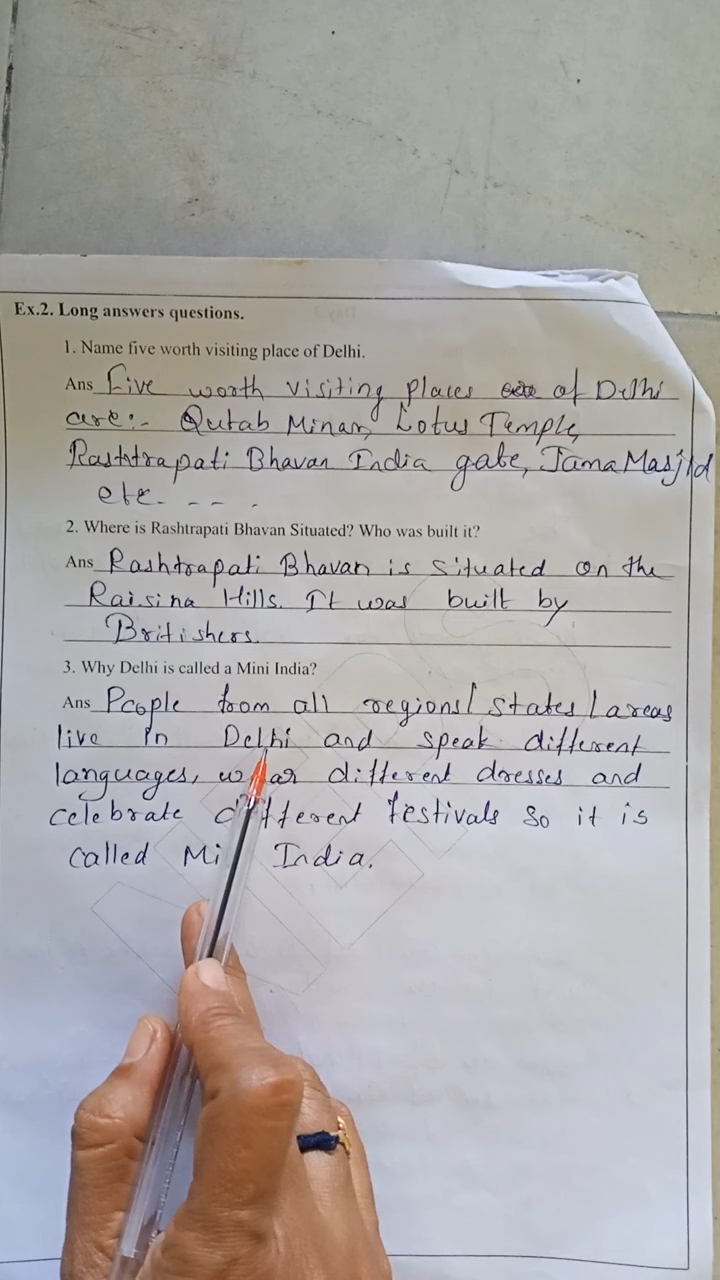 Ex.2. Long answers questions.
1. Name five worth visiting place of Delhi.
Ans Five worth visiting places of Delhi
are:- Qutab Minar, Lotus Temple,
Raststrapati Bhavan India gate, Jama Masjid
etc. - - -
2. Where is Rashtrapati Bhavan Situated? Who was built it?
Ans Rashtrapati Bhavan is situated on the
Raisina Hills. It was built by
Britishers.
3. Why Delhi is called a Mini India?
Ans People from all regions/ states/ areas
live in Delhi and speak different
languages, wear different dresses and
celebrate different festivals so it is
called Mi India.